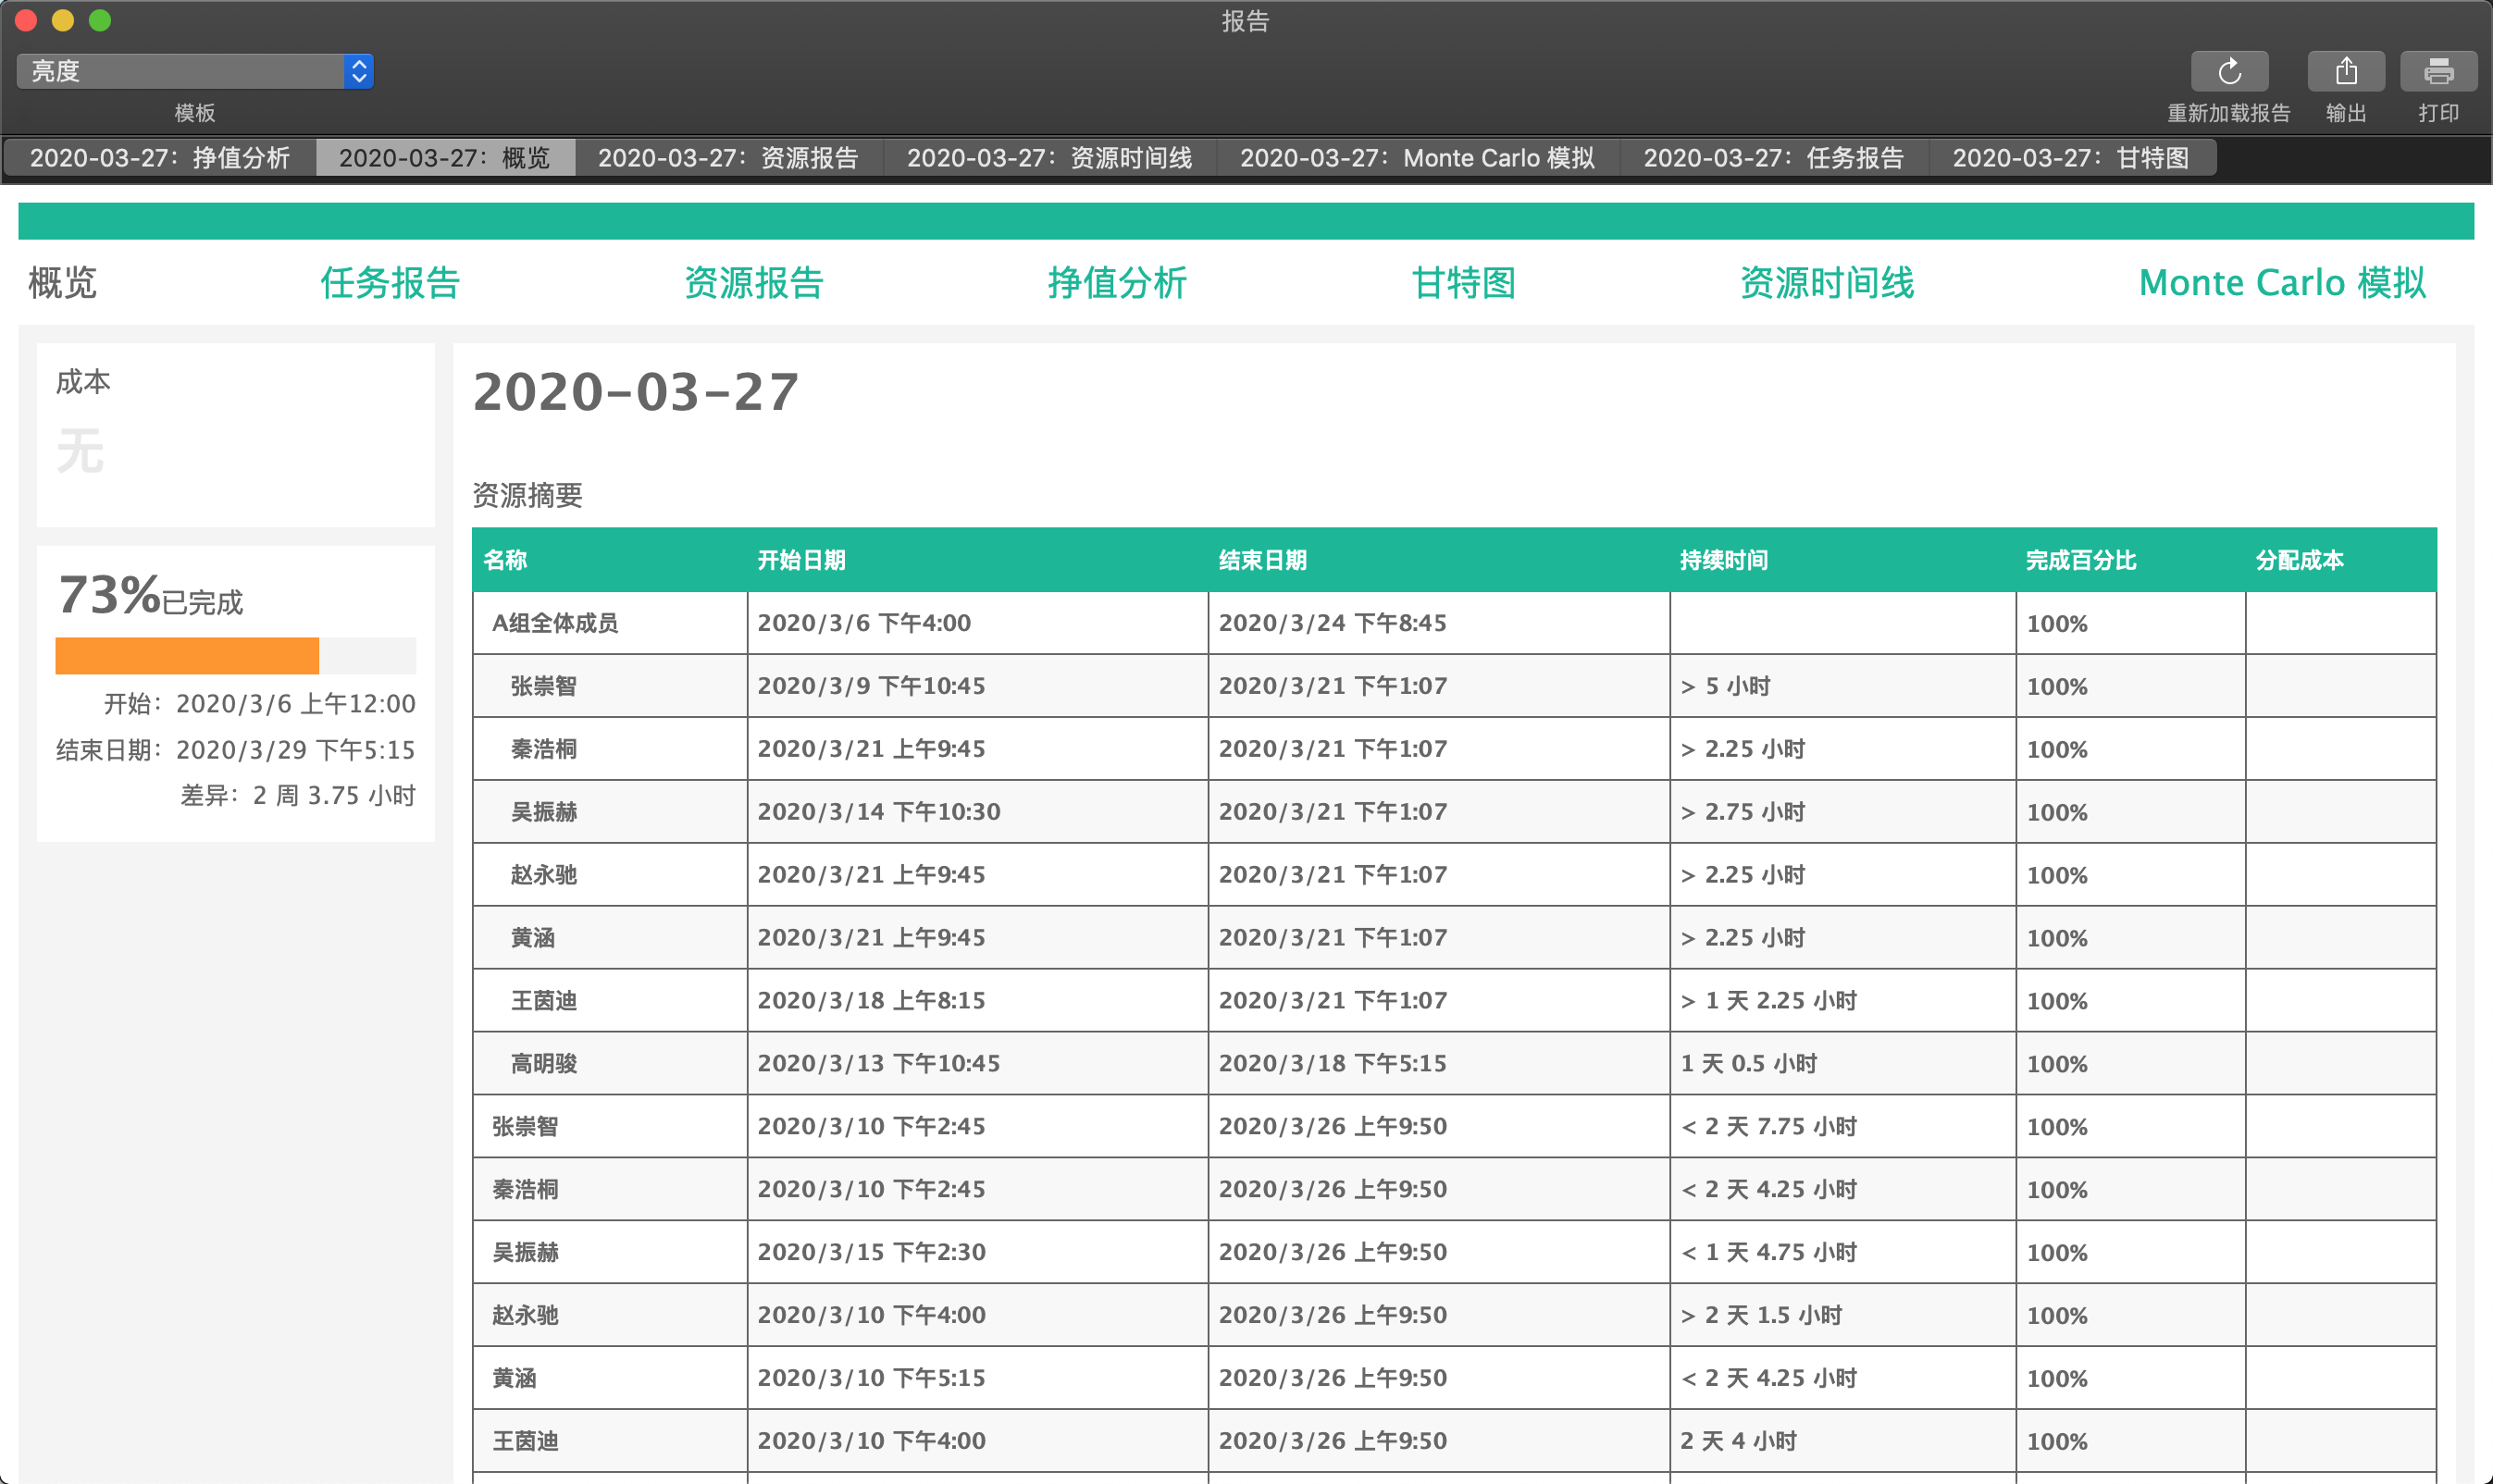 报告
亮度
模板
重新加载报告 输出 打印
2020-03-27：挣值分析 2020-03-27：概览 2020-03-27：资源报告 2020-03-27：资源时间线 2020-03-27：Monte Carlo 模拟 2020-03-27：任务报告 2020-03-27：甘特图
概览 任务报告 资源报告 挣值分析 甘特图 资源时间线 Monte Carlo 模拟
成本
无
73%已完成
开始：2020/3/6 上午12:00
结束日期：2020/3/29 下午5:15
差异：2 周 3.75 小时
2020-03-27
资源摘要
名称 开始日期 结束日期 持续时间 完成百分比 分配成本
A组全体成员 2020/3/6 下午4:00 2020/3/24 下午8:45 100%
张崇智 2020/3/9 下午10:45 2020/3/21 下午1:07 > 5 小时 100%
秦浩桐 2020/3/21 上午9:45 2020/3/21 下午1:07 > 2.25 小时 100%
吴振赫 2020/3/14 下午10:30 2020/3/21 下午1:07 > 2.75 小时 100%
赵永驰 2020/3/21 上午9:45 2020/3/21 下午1:07 > 2.25 小时 100%
黄涵 2020/3/21 上午9:45 2020/3/21 下午1:07 > 2.25 小时 100%
王茵迪 2020/3/18 上午8:15 2020/3/21 下午1:07 > 1 天 2.25 小时 100%
高明骏 2020/3/13 下午10:45 2020/3/18 下午5:15 1 天 0.5 小时 100%
张崇智 2020/3/10 下午2:45 2020/3/26 上午9:50 < 2 天 7.75 小时 100%
秦浩桐 2020/3/10 下午2:45 2020/3/26 上午9:50 < 2 天 4.25 小时 100%
吴振赫 2020/3/15 下午2:30 2020/3/26 上午9:50 < 1 天 4.75 小时 100%
赵永驰 2020/3/10 下午4:00 2020/3/26 上午9:50 > 2 天 1.5 小时 100%
黄涵 2020/3/10 下午5:15 2020/3/26 上午9:50 < 2 天 4.25 小时 100%
王茵迪 2020/3/10 下午4:00 2020/3/26 上午9:50 2 天 4 小时 100%